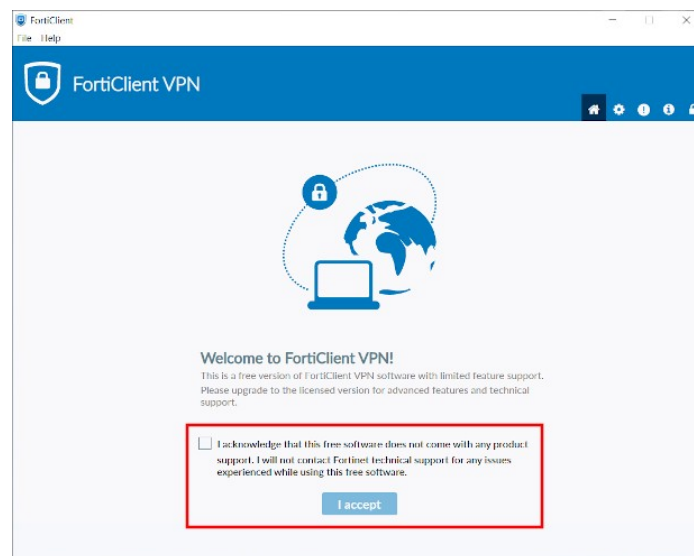 FortiClient
File Help
FortiClient VPN
Welcome to FortiClient VPN!
This is a free version of FortiClient VPN software with limited feature support.
Please upgrade to the licensed version for advanced features and technical
support.
I acknowledge that this free software does not come with any product
support. I will not contact Fortinet technical support for any issues
experienced while using this free software.
I accept